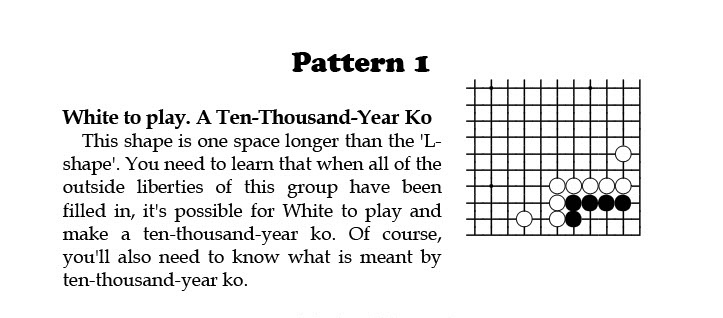 Pattern 1
White to play. A Ten-Thousand-Year Ko
This shape is one space longer than the 'L-
shape'. You need to learn that when all of the
outside liberties of this group have been
filled in, it's possible for White to play and
make a ten-thousand-year ko. Of course,
you'll also need to know what is meant by
ten-thousand-year ko.